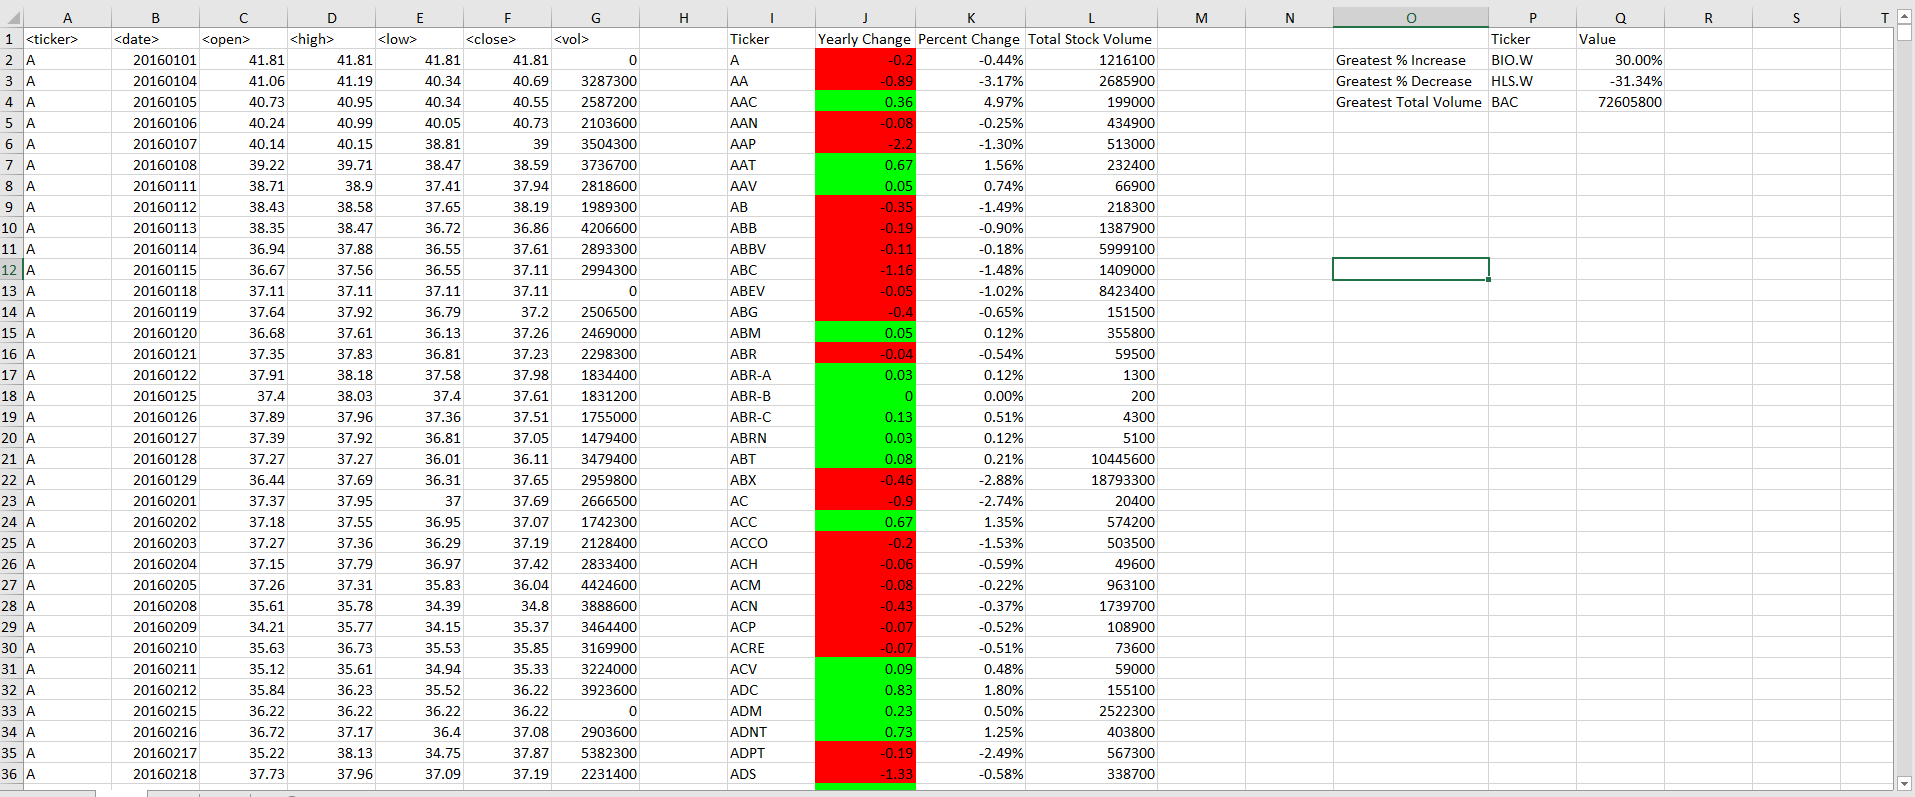 A B C D E F G H I J K L M N O P Q R S T
1 <ticker> <date> <open> <high> <low> <close> <vol> Ticker Yearly Change Percent Change Total Stock Volume Ticker Value
2 A 20160101 41.81 41.81 41.81 41.81 0 A -0.2 -0.44% 1216100 Greatest % Increase BIO.W 30.00%
3 A 20160104 41.06 41.19 40.34 40.69 3287300 AA -0.89 -3.17% 2685900 Greatest % Decrease HLS.W -31.34%
4 A 20160105 40.73 40.95 40.34 40.55 2587200 AAC 0.36 4.97% 199000 Greatest Total Volume BAC 72605800
5 A 20160106 40.24 40.99 40.05 40.73 2103600 AAN -0.08 -0.25% 434900
6 A 20160107 40.14 40.15 38.81 39 3504300 AAP -2.2 -1.30% 513000
7 A 20160108 39.22 39.71 38.47 38.59 3736700 AAT 0.67 1.56% 232400
8 A 20160111 38.71 38.9 37.41 37.94 2818600 AAV 0.05 0.74% 66900
9 A 20160112 38.43 38.58 37.65 38.19 1989300 AB -0.35 -1.49% 218300
10 A 20160113 38.35 38.47 36.72 36.86 4206600 ABB -0.19 -0.90% 1387900
11 A 20160114 36.94 37.88 36.55 37.61 2893300 ABBV -0.11 -0.18% 5999100
12 A 20160115 36.67 37.56 36.55 37.11 2994300 ABC -1.16 -1.48% 1409000
13 A 20160118 37.11 37.11 37.11 37.11 0 ABEV -0.05 -1.02% 8423400
14 A 20160119 37.64 37.92 36.79 37.2 2506500 ABG -0.4 -0.65% 151500
15 A 20160120 36.68 37.61 36.13 37.26 2469000 ABM 0.05 0.12% 355800
16 A 20160121 37.35 37.83 36.81 37.23 2298300 ABR -0.04 -0.54% 59500
17 A 20160122 37.91 38.18 37.58 37.98 1834400 ABR-A 0.03 0.12% 1300
18 A 20160125 37.4 38.03 37.4 37.61 1831200 ABR-B 0 0.00% 200
19 A 20160126 37.89 37.96 37.36 37.51 1755000 ABR-C 0.13 0.51% 4300
20 A 20160127 37.39 37.92 36.81 37.05 1479400 ABRN 0.03 0.12% 5100
21 A 20160128 37.27 37.27 36.01 36.11 3479400 ABT 0.08 0.21% 10445600
22 A 20160129 36.44 37.69 36.31 37.65 2959800 ABX -0.46 -2.88% 18793300
23 A 20160201 37.37 37.95 37 37.69 2666500 AC -0.9 -2.74% 20400
24 A 20160202 37.18 37.55 36.95 37.07 1742300 ACC 0.67 1.35% 574200
25 A 20160203 37.27 37.36 36.29 37.19 2128400 ACCO -0.2 -1.53% 503500
26 A 20160204 37.15 37.79 36.97 37.42 2833400 ACH -0.06 -0.59% 49600
27 A 20160205 37.26 37.31 35.83 36.04 4424600 ACM -0.08 -0.22% 963100
28 A 20160208 35.61 35.78 34.39 34.8 3888600 ACN -0.43 -0.37% 1739700
29 A 20160209 34.21 35.77 34.15 35.37 3464400 ACP -0.07 -0.52% 108900
30 A 20160210 35.63 36.73 35.53 35.85 3169900 ACRE -0.07 -0.51% 73600
31 A 20160211 35.12 35.61 34.94 35.33 3224000 ACV 0.09 0.48% 59000
32 A 20160212 35.84 36.23 35.52 36.22 3923600 ADC 0.83 1.80% 155100
33 A 20160215 36.22 36.22 36.22 36.22 0 ADM 0.23 0.50% 2522300
34 A 20160216 36.72 37.17 36.4 37.08 2903600 ADNT 0.73 1.25% 403800
35 A 20160217 35.22 38.13 34.75 37.87 5382300 ADPT -0.19 -2.49% 567300
36 A 20160218 37.73 37.96 37.09 37.19 2231400 ADS -1.33 -0.58% 338700